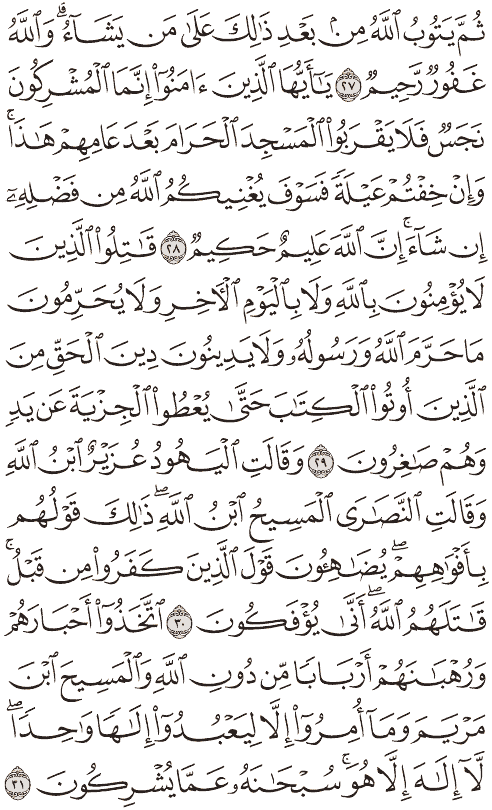 ثُمَّ يَتُوبُ ٱللَّهُ مِنۢ بَعۡدِ ذَٰلِكَ عَلَىٰ مَن يَشَآءُۗ وَٱللَّهُ
غَفُورٞ رَّحِيمٞ ٢٧ يَٰٓأَيُّهَا ٱلَّذِينَ ءَامَنُوٓاْ إِنَّمَا ٱلۡمُشۡرِكُونَ
نَجَسٞ فَلَا يَقۡرَبُواْ ٱلۡمَسۡجِدَ ٱلۡحَرَامَ بَعۡدَ عَامِهِمۡ هَٰذَاۚ
وَإِنۡ خِفۡتُمۡ عَيۡلَةٗ فَسَوۡفَ يُغۡنِيكُمُ ٱللَّهُ مِن فَضۡلِهِۦٓ
إِن شَآءَۚ إِنَّ ٱللَّهَ عَلِيمٌ حَكِيمٞ ٢٨ قَٰتِلُواْ ٱلَّذِينَ
لَا يُؤۡمِنُونَ بِٱللَّهِ وَلَا بِٱلۡيَوۡمِ ٱلۡأٓخِرِ وَلَا يُحَرِّمُونَ
مَا حَرَّمَ ٱللَّهُ وَرَسُولُهُۥ وَلَا يَدِينُونَ دِينَ ٱلۡحَقِّ مِنَ
ٱلَّذِينَ أُوتُواْ ٱلۡكِتَٰبَ حَتَّىٰ يُعۡطُواْ ٱلۡجِزۡيَةَ عَن يَدٖ
وَهُمۡ صَٰغِرُونَ ٢٩ وَقَالَتِ ٱلۡيَهُودُ عُزَيۡرٌ ٱبۡنُ ٱللَّهِ
وَقَالَتِ ٱلنَّصَٰرَى ٱلۡمَسِيحُ ٱبۡنُ ٱللَّهِۖ ذَٰلِكَ قَوۡلُهُم
بِأَفۡوَٰهِهِمۡۖ يُضَٰهِـُٔونَ قَوۡلَ ٱلَّذِينَ كَفَرُواْ مِن قَبۡلُۚ
قَٰتَلَهُمُ ٱللَّهُۖ أَنَّىٰ يُؤۡفَكُونَ ٣٠ ٱتَّخَذُوٓاْ أَحۡبَارَهُمۡ
وَرُهۡبَٰنَهُمۡ أَرۡبَابٗا مِّن دُونِ ٱللَّهِ وَٱلۡمَسِيحَ ٱبۡنَ
مَرۡيَمَ وَمَآ أُمِرُوٓاْ إِلَّا لِيَعۡبُدُوٓاْ إِلَٰهٗا وَٰحِدٗاۖ
لَّآ إِلَٰهَ إِلَّا هُوَۚ سُبۡحَٰنَهُۥ عَمَّا يُشۡرِكُونَ ٣١